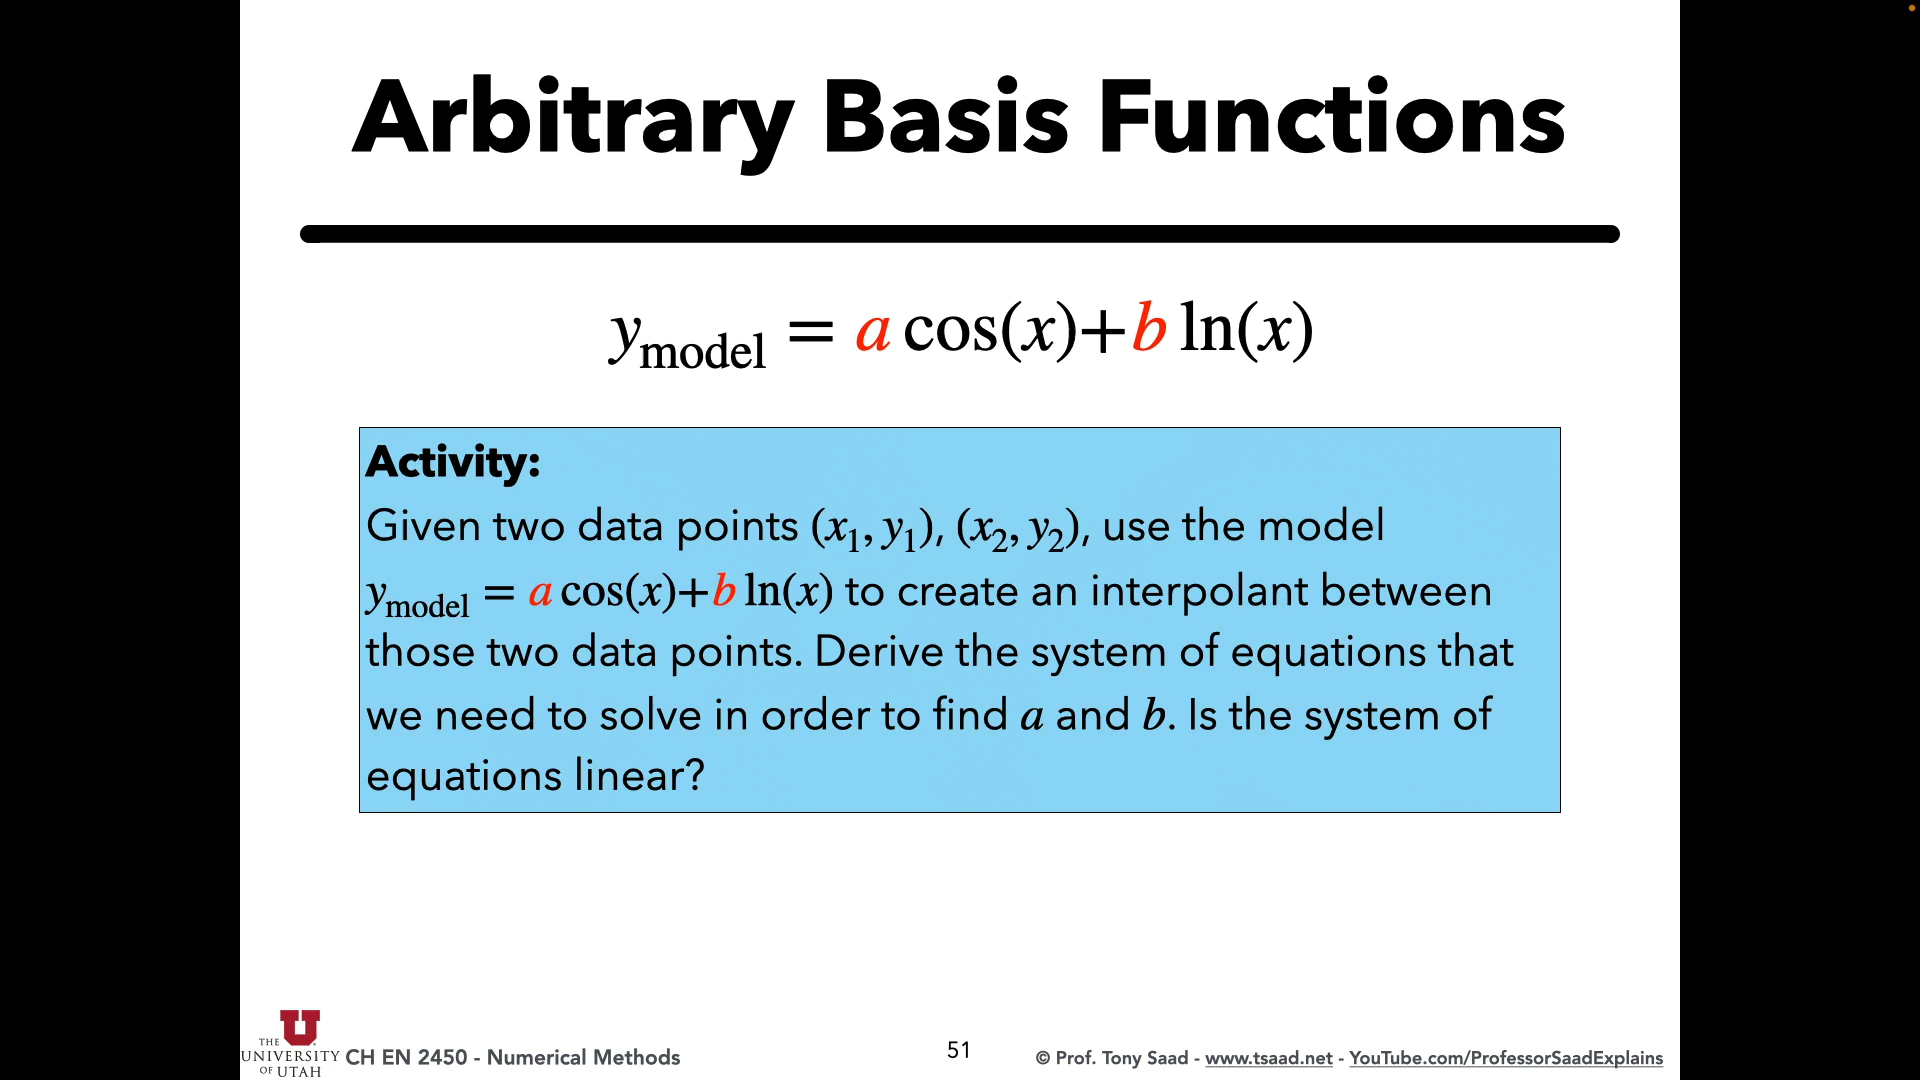 Arbitrary Basis Functions
y_model = a cos(x)+b ln(x)
Activity:
Given two data points (x₁, y₁), (x₂, y₂), use the model
y_model = a cos(x)+b ln(x) to create an interpolant between
those two data points. Derive the system of equations that
we need to solve in order to find a and b. Is the system of
equations linear?
THE
UNIVERSITY
OF UTAH
CH EN 2450 - Numerical Methods
51
© Prof. Tony Saad - www.tsaad.net - YouTube.com/ProfessorSaadExplains